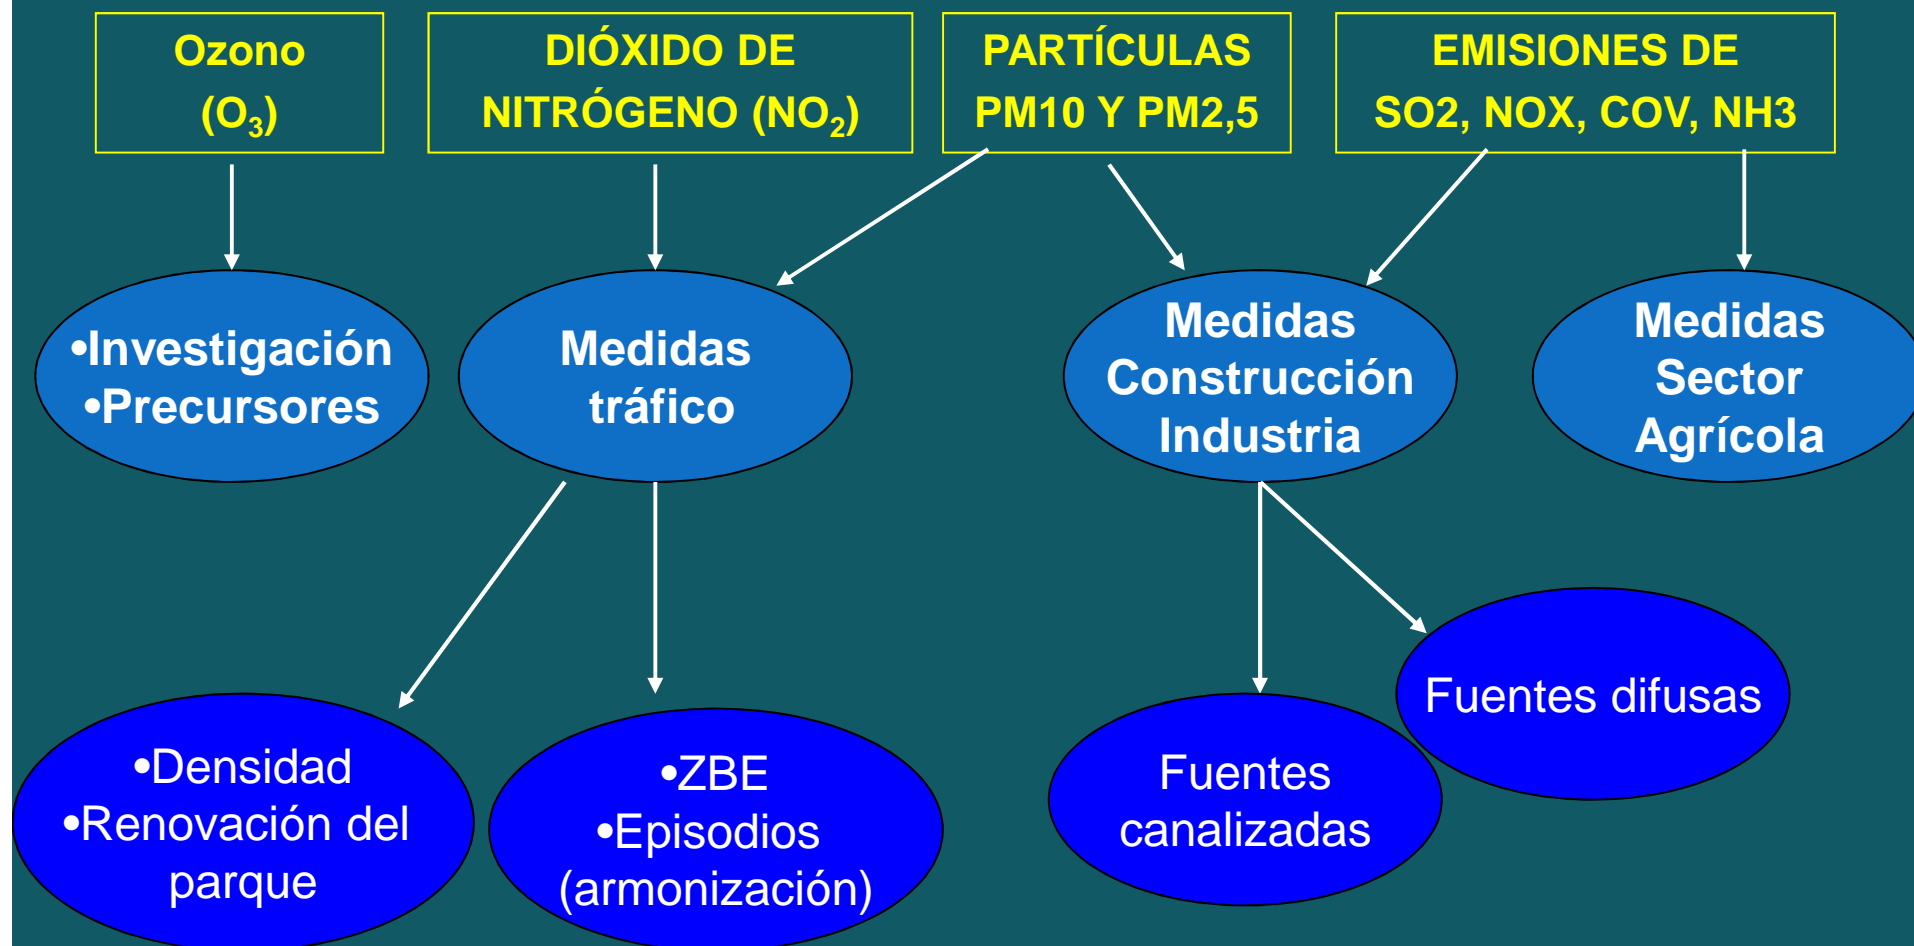 Ozono
(O₃)
DIÓXIDO DE
NITRÓGENO (NO₂)
PARTÍCULAS
PM10 Y PM2,5
EMISIONES DE
SO2, NOX, COV, NH3
•Investigación
•Precursores
Medidas
tráfico
Medidas
Construcción
Industria
Medidas
Sector
Agrícola
•Densidad
•Renovación del
parque
•ZBE
•Episodios
(armonización)
Fuentes
canalizadas
Fuentes difusas